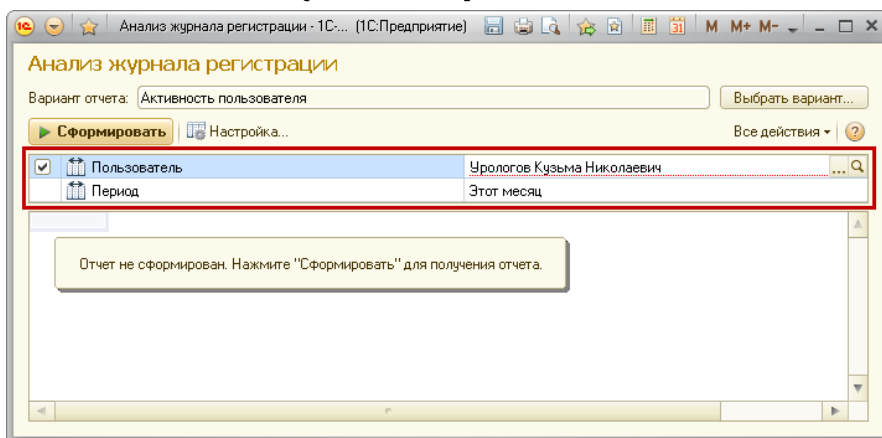 Анализ журнала регистрации - 1С-... (1С:Предприятие) 31 M M+ M-
Анализ журнала регистрации
Вариант отчета: Активность пользователя Выбрать вариант...
Сформировать Настройка... Все действия ?
Пользователь Урологов Кузьма Николаевич ...
Период Этот месяц
Отчет не сформирован. Нажмите "Сформировать" для получения отчета.